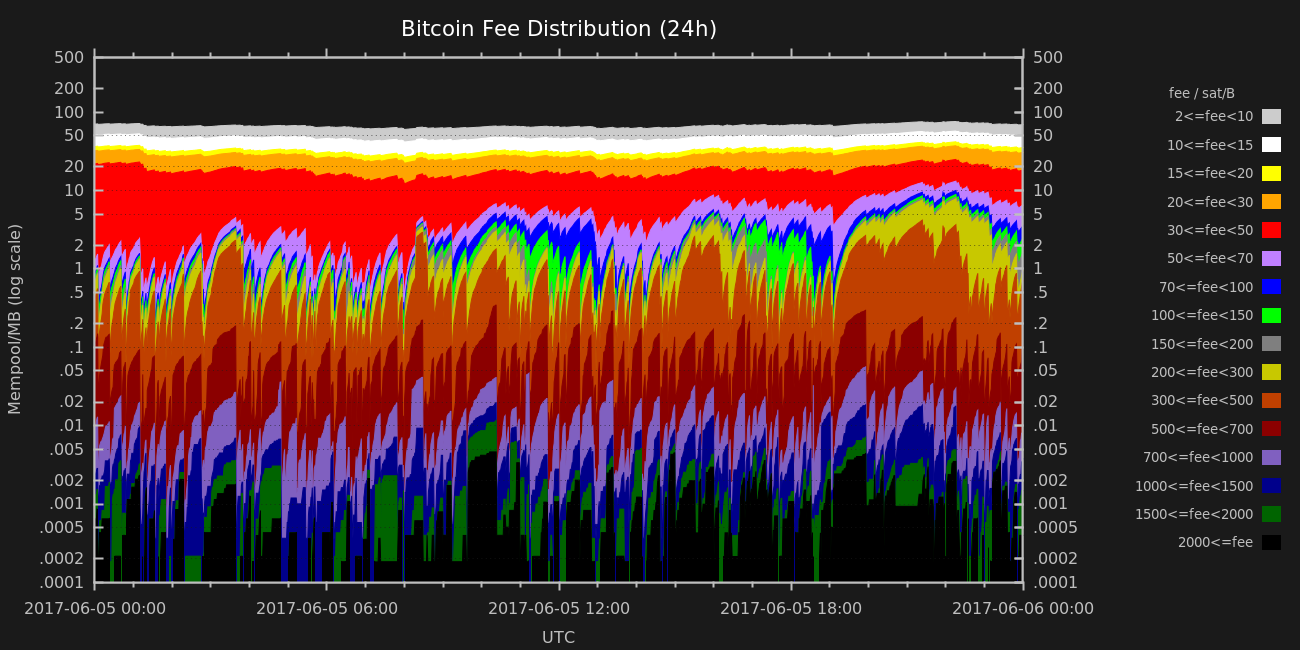 Bitcoin Fee Distribution (24h)
500
200
100
50
20
10
5
2
1
.5
.2
.1
.05
.02
.01
.005
.002
.001
.0005
.0002
.0001
Mempool/MB (log scale)
500
200
100
50
20
10
5
2
1
.5
.2
.1
.05
.02
.01
.005
.002
.001
.0005
.0002
.0001
2017-06-05 00:00
2017-06-05 06:00
2017-06-05 12:00
2017-06-05 18:00
2017-06-06 00:00
UTC
fee / sat/B
2<=fee<10
10<=fee<15
15<=fee<20
20<=fee<30
30<=fee<50
50<=fee<70
70<=fee<100
100<=fee<150
150<=fee<200
200<=fee<300
300<=fee<500
500<=fee<700
700<=fee<1000
1000<=fee<1500
1500<=fee<2000
2000<=fee